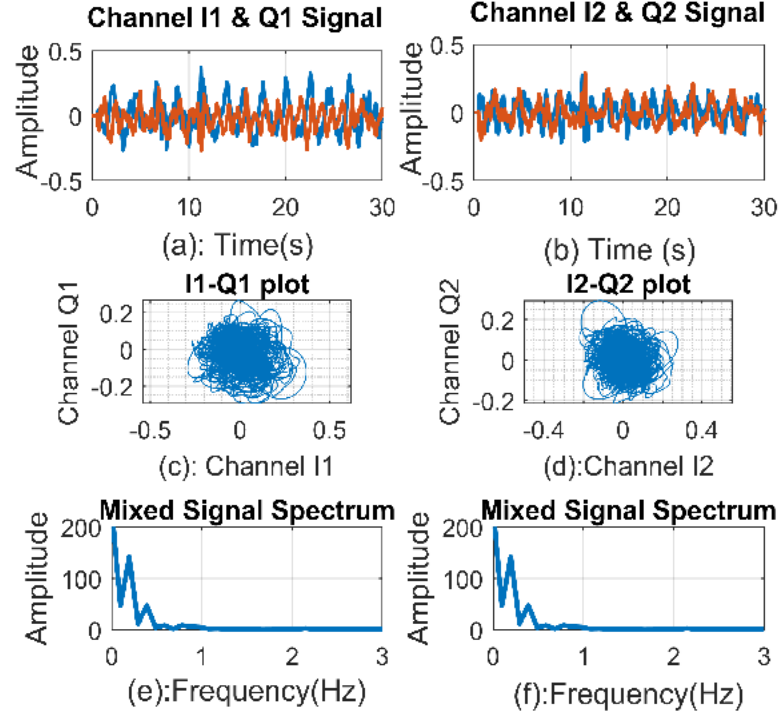 Channel I1 & Q1 Signal
Amplitude
0.5
0
-0.5
0 10 20 30
(a): Time(s)
Channel I2 & Q2 Signal
Amplitude
0.5
0
-0.5
0 10 20 30
(b) Time (s)
I1-Q1 plot
Channel Q1
0.2
0
-0.2
-0.5 0 0.5
(c): Channel I1
I2-Q2 plot
Channel Q2
0.2
0
-0.2
-0.4 0 0.4
(d):Channel I2
Mixed Signal Spectrum
Amplitude
200
100
0
0 1 2 3
(e):Frequency(Hz)
Mixed Signal Spectrum
Amplitude
200
100
0
0 1 2 3
(f):Frequency(Hz)